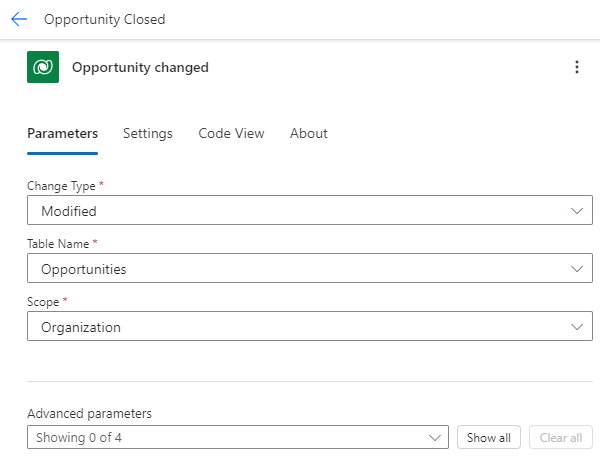 Opportunity Closed
Opportunity changed
Parameters Settings Code View About
Change Type *
Modified
Table Name *
Opportunities
Scope *
Organization
Advanced parameters
Showing 0 of 4 Show all Clear all